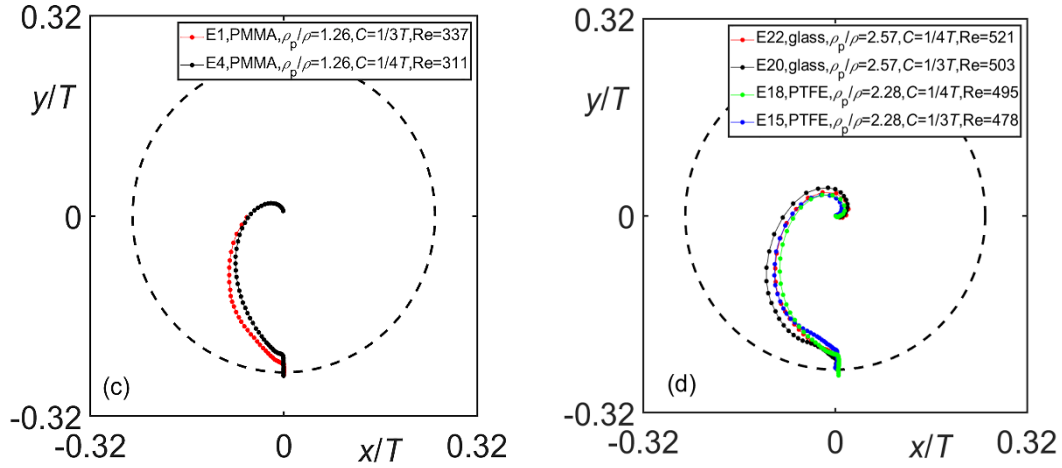 0.32
E1,PMMA,ρp/ρ=1.26,C=1/3T,Re=337
E4,PMMA,ρp/ρ=1.26,C=1/4T,Re=311
y/T
0
(c)
-0.32
-0.32
0
x/T
0.32
0.32
E22,glass,ρp/ρ=2.57,C=1/4T,Re=521
E20,glass,ρp/ρ=2.57,C=1/3T,Re=503
E18,PTFE,ρp/ρ=2.28,C=1/4T,Re=495
E15,PTFE,ρp/ρ=2.28,C=1/3T,Re=478
y/T
0
(d)
-0.32
-0.32
0
x/T
0.32